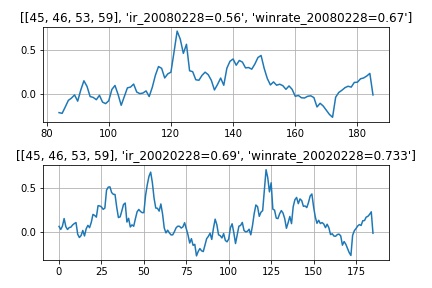 [[45, 46, 53, 59], 'ir_20080228=0.56', 'winrate_20080228=0.67']
0.5
0.0
80 100 120 140 160 180
[[45, 46, 53, 59], 'ir_20020228=0.69', 'winrate_20020228=0.733']
0.5
0.0
0 25 50 75 100 125 150 175